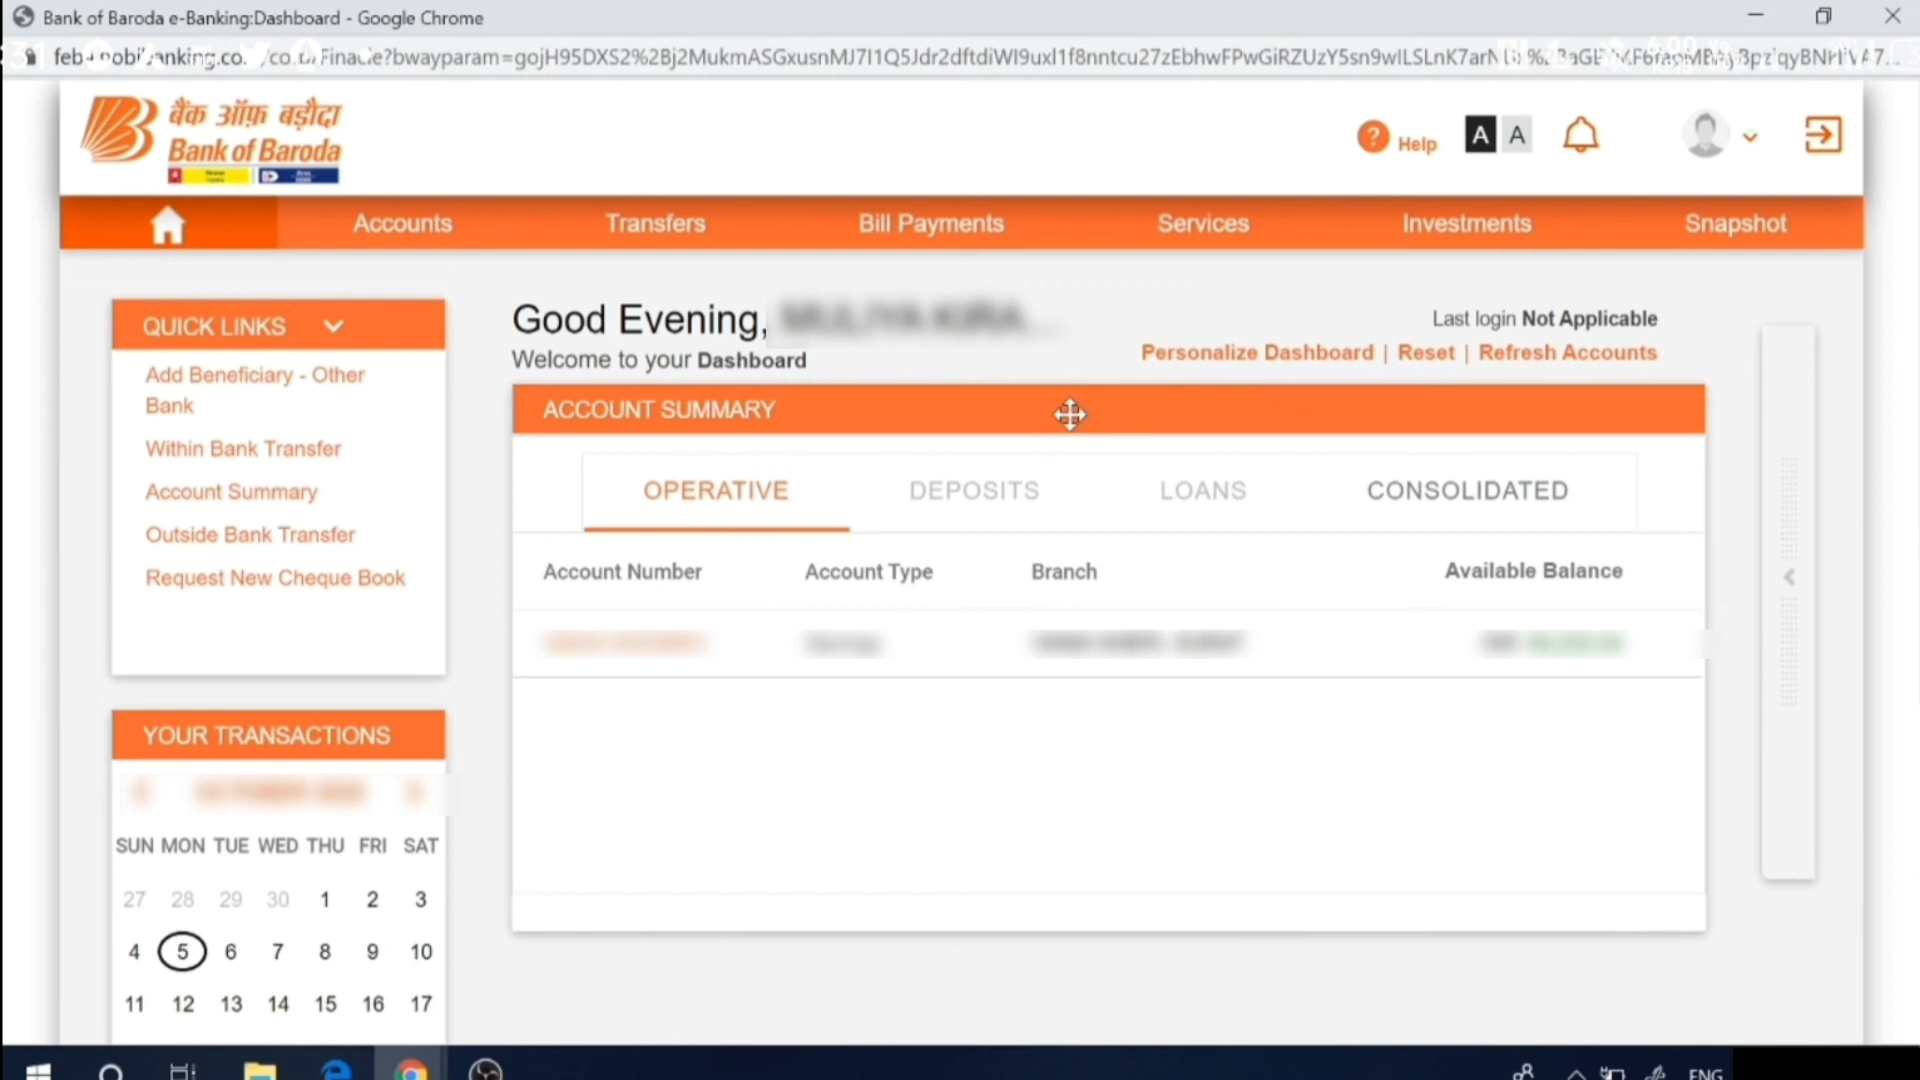 Bank of Baroda e-Banking:Dashboard - Google Chrome
बैंक ऑफ़ बड़ौदा
Bank of Baroda
? Help A A
Accounts Transfers Bill Payments Services Investments Snapshot
QUICK LINKS
Add Beneficiary - Other
Bank
Within Bank Transfer
Account Summary
Outside Bank Transfer
Request New Cheque Book
Good Evening,
Last login Not Applicable
Welcome to your Dashboard
Personalize Dashboard | Reset | Refresh Accounts
ACCOUNT SUMMARY
OPERATIVE DEPOSITS LOANS CONSOLIDATED
Account Number Account Type Branch Available Balance
YOUR TRANSACTIONS
SUN MON TUE WED THU FRI SAT
27 28 29 30 1 2 3
4 5 6 7 8 9 10
11 12 13 14 15 16 17
ENG